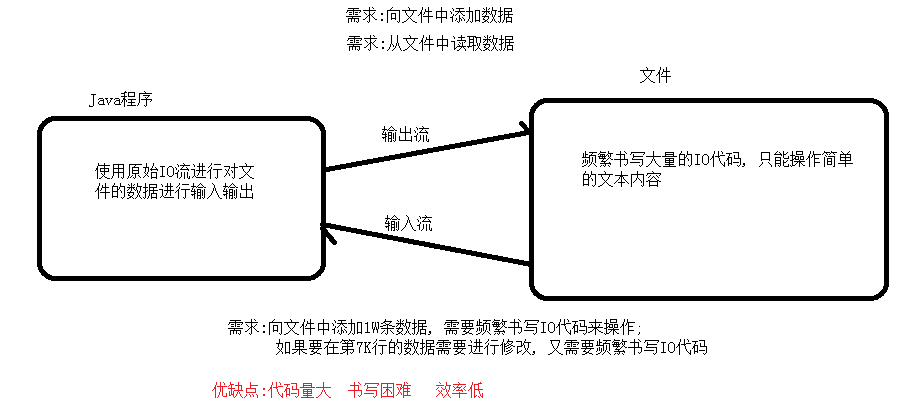 需求:向文件中添加数据
需求:从文件中读取数据
文件
Java程序
输出流
使用原始IO流进行对文
件的数据进行输入输出
频繁书写大量的IO代码, 只能操作简单
的文本内容
输入流
需求:向文件中添加1W条数据, 需要频繁书写IO代码来操作;
如果要在第7K行的数据需要进行修改, 又需要频繁书写IO代码
优缺点:代码量大 书写困难 效率低